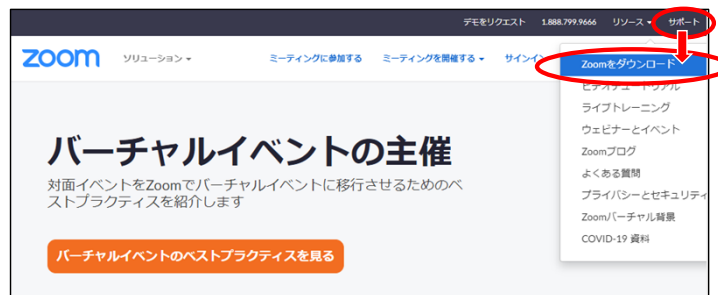 デモをリクエスト 1.888.799.9666 リソース サポート
zoom ソリューション ミーティングに参加する ミーティングを開催する サインイン
Zoomをダウンロード
ビデオチュートリアル
ライブトレーニング
ウェビナーとイベント
Zoomブログ
よくある質問
プライバシーとセキュリティ
Zoomバーチャル背景
COVID-19 資料
バーチャルイベントの主催
対面イベントをZoomでバーチャルイベントに移行させるためのベ
ストプラクティスを紹介します
バーチャルイベントのベストプラクティスを見る